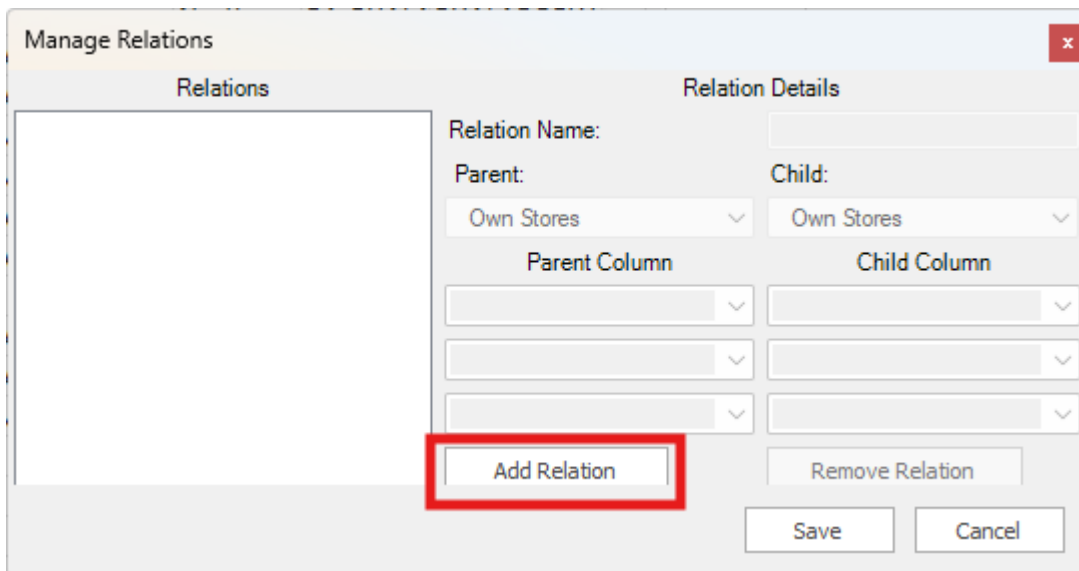 Manage Relations
x
Relations
Relation Details
Relation Name:
Parent:
Child:
Own Stores
Own Stores
Parent Column
Child Column
Add Relation
Remove Relation
Save
Cancel